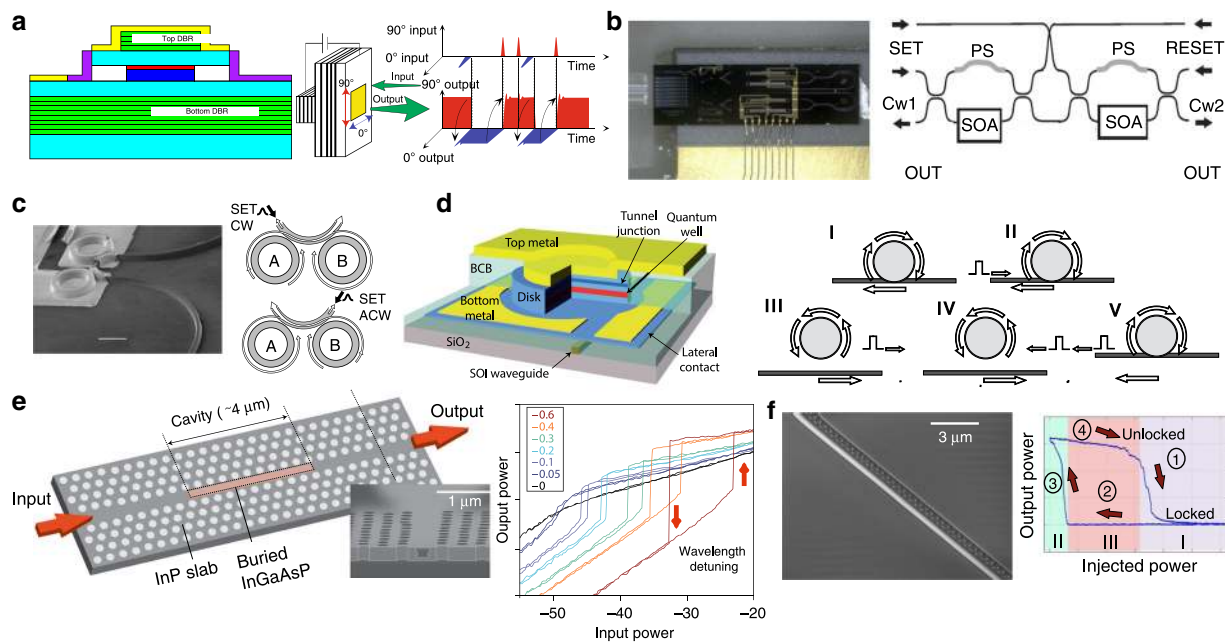 a
Top DBR
Bottom DBR
90°
0°
Input
Output
90° input
0° input
Time
90° output
0° output
Time
b
SET
PS
PS
RESET
Cw1
Cw2
SOA
SOA
OUT
OUT
c
SET
CW
A
B
SET
ACW
A
B
d
Tunnel
junction
Quantum
well
Top metal
BCB
Disk
Bottom
metal
SiO2
SOI waveguide
Lateral
contact
I
II
III
IV
V
e
Cavity (~4 μm)
Output
Input
InP slab
Buried
InGaAsP
1 μm
Ouput power
−0.6
−0.4
−0.3
−0.2
−0.1
−0.05
−0
Wavelength
detuning
−50
−40
−30
−20
Input power
f
3 μm
Output power
④
Unlocked
①
③
②
Locked
II
III
I
Injected power